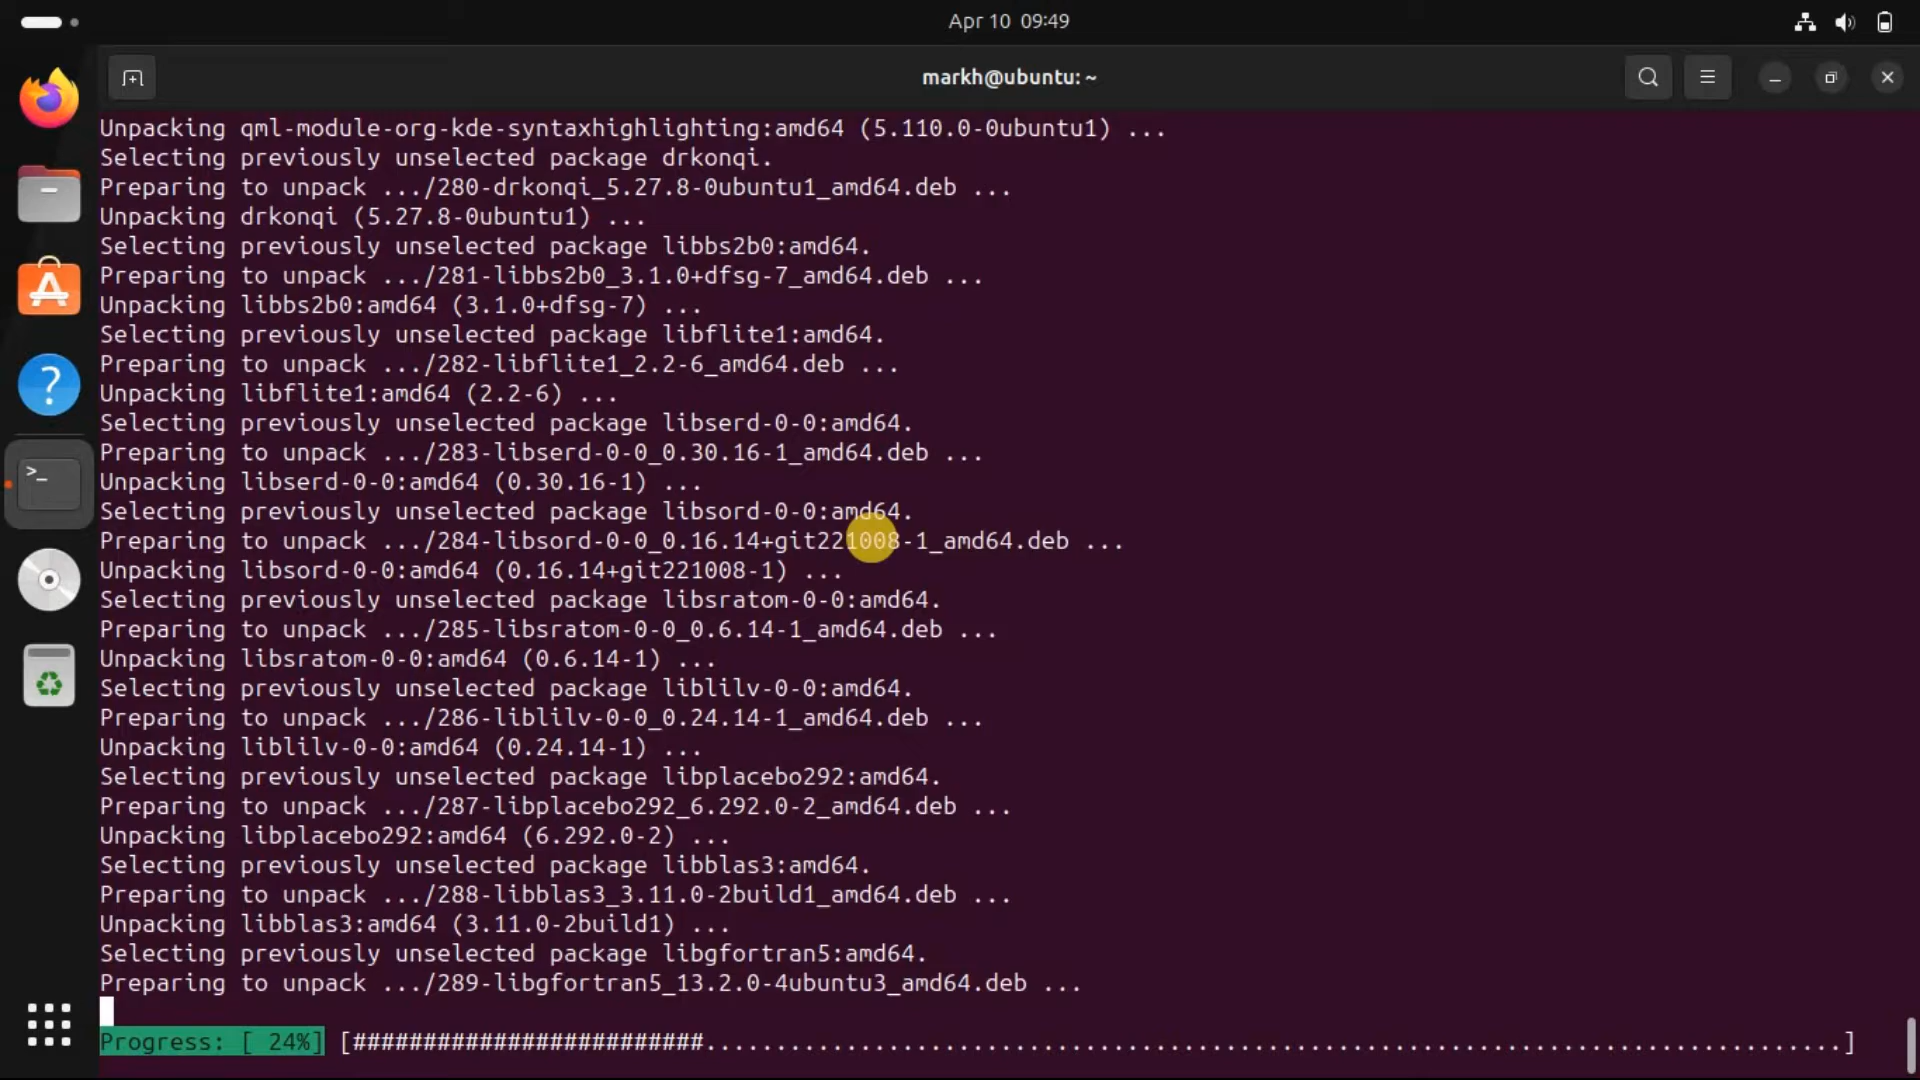 Apr 10 09:49
markh@ubuntu: ~
Unpacking qml-module-org-kde-syntaxhighlighting:amd64 (5.110.0-0ubuntu1) ...
Selecting previously unselected package drkonqi.
Preparing to unpack .../280-drkonqi_5.27.8-0ubuntu1_amd64.deb ...
Unpacking drkonqi (5.27.8-0ubuntu1) ...
Selecting previously unselected package libbs2b0:amd64.
Preparing to unpack .../281-libbs2b0_3.1.0+dfsg-7_amd64.deb ...
Unpacking libbs2b0:amd64 (3.1.0+dfsg-7) ...
Selecting previously unselected package libflite1:amd64.
Preparing to unpack .../282-libflite1_2.2-6_amd64.deb ...
Unpacking libflite1:amd64 (2.2-6) ...
Selecting previously unselected package libserd-0-0:amd64.
Preparing to unpack .../283-libserd-0-0_0.30.16-1_amd64.deb ...
Unpacking libserd-0-0:amd64 (0.30.16-1) ...
Selecting previously unselected package libsord-0-0:amd64.
Preparing to unpack .../284-libsord-0-0_0.16.14+git221008-1_amd64.deb ...
Unpacking libsord-0-0:amd64 (0.16.14+git221008-1) ...
Selecting previously unselected package libsratom-0-0:amd64.
Preparing to unpack .../285-libsratom-0-0_0.6.14-1_amd64.deb ...
Unpacking libsratom-0-0:amd64 (0.6.14-1) ...
Selecting previously unselected package liblilv-0-0:amd64.
Preparing to unpack .../286-liblilv-0-0_0.24.14-1_amd64.deb ...
Unpacking liblilv-0-0:amd64 (0.24.14-1) ...
Selecting previously unselected package libplacebo292:amd64.
Preparing to unpack .../287-libplacebo292_6.292.0-2_amd64.deb ...
Unpacking libplacebo292:amd64 (6.292.0-2) ...
Selecting previously unselected package libblas3:amd64.
Preparing to unpack .../288-libblas3_3.11.0-2build1_amd64.deb ...
Unpacking libblas3:amd64 (3.11.0-2build1) ...
Selecting previously unselected package libgfortran5:amd64.
Preparing to unpack .../289-libgfortran5_13.2.0-4ubuntu3_amd64.deb ...
Progress: [ 24%] [#########################.................................................................................]